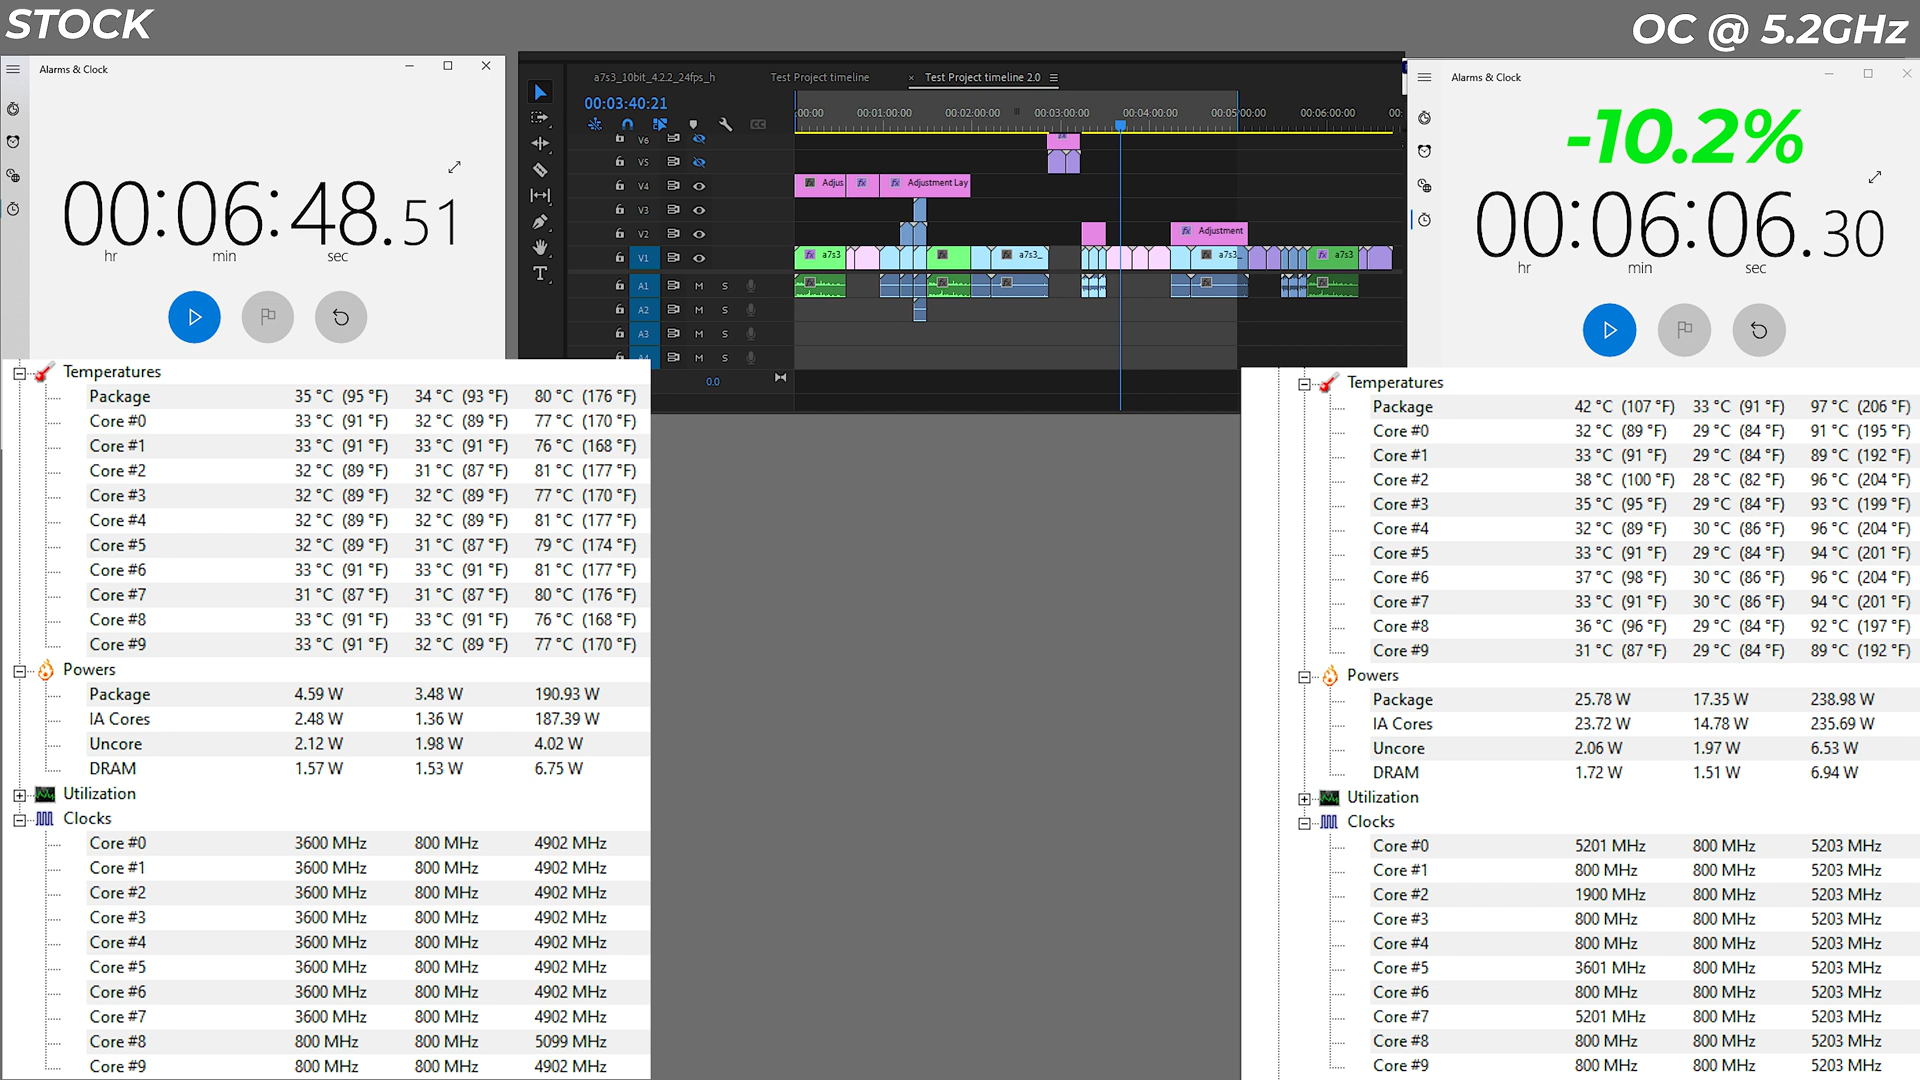 STOCK
OC @ 5.2GHz
Alarms & Clock
00:06:48.51
hr min sec
a7s3_10bit_4.2.2_24fps_h
Test Project timeline
× Test Project timeline 2.0
00:03:40:21
:00:00 00:01:00:00 00:02:00:00 00:03:00:00 00:04:00:00 00:05:00:00 00:06:00:00 00:
V6
V5
V4 fx Adjus fx fx Adjustment Lay
V3
V2 fx Adjustment
V1 fx a7s3 fx fx a7s3_ fx a7s3_ fx a7s3
A1 M S
A2 M S
A3 M S
A4 M S
0.0
Alarms & Clock
-10.2%
00:06:06.30
hr min sec
Temperatures
Package 35 °C (95 °F) 34 °C (93 °F) 80 °C (176 °F)
Core #0 33 °C (91 °F) 32 °C (89 °F) 77 °C (170 °F)
Core #1 33 °C (91 °F) 33 °C (91 °F) 76 °C (168 °F)
Core #2 32 °C (89 °F) 31 °C (87 °F) 81 °C (177 °F)
Core #3 32 °C (89 °F) 32 °C (89 °F) 77 °C (170 °F)
Core #4 32 °C (89 °F) 32 °C (89 °F) 81 °C (177 °F)
Core #5 32 °C (89 °F) 31 °C (87 °F) 79 °C (174 °F)
Core #6 33 °C (91 °F) 33 °C (91 °F) 81 °C (177 °F)
Core #7 31 °C (87 °F) 31 °C (87 °F) 80 °C (176 °F)
Core #8 33 °C (91 °F) 33 °C (91 °F) 76 °C (168 °F)
Core #9 33 °C (91 °F) 32 °C (89 °F) 77 °C (170 °F)
Powers
Package 4.59 W 3.48 W 190.93 W
IA Cores 2.48 W 1.36 W 187.39 W
Uncore 2.12 W 1.98 W 4.02 W
DRAM 1.57 W 1.53 W 6.75 W
Utilization
Clocks
Core #0 3600 MHz 800 MHz 4902 MHz
Core #1 3600 MHz 800 MHz 4902 MHz
Core #2 3600 MHz 800 MHz 4902 MHz
Core #3 3600 MHz 800 MHz 4902 MHz
Core #4 3600 MHz 800 MHz 4902 MHz
Core #5 3600 MHz 800 MHz 4902 MHz
Core #6 3600 MHz 800 MHz 4902 MHz
Core #7 3600 MHz 800 MHz 4902 MHz
Core #8 800 MHz 800 MHz 5099 MHz
Core #9 800 MHz 800 MHz 4902 MHz
Temperatures
Package 42 °C (107 °F) 33 °C (91 °F) 97 °C (206 °F)
Core #0 32 °C (89 °F) 29 °C (84 °F) 91 °C (195 °F)
Core #1 33 °C (91 °F) 29 °C (84 °F) 89 °C (192 °F)
Core #2 38 °C (100 °F) 28 °C (82 °F) 96 °C (204 °F)
Core #3 35 °C (95 °F) 29 °C (84 °F) 93 °C (199 °F)
Core #4 32 °C (89 °F) 30 °C (86 °F) 96 °C (204 °F)
Core #5 33 °C (91 °F) 29 °C (84 °F) 94 °C (201 °F)
Core #6 37 °C (98 °F) 30 °C (86 °F) 96 °C (204 °F)
Core #7 33 °C (91 °F) 30 °C (86 °F) 94 °C (201 °F)
Core #8 36 °C (96 °F) 29 °C (84 °F) 92 °C (197 °F)
Core #9 31 °C (87 °F) 29 °C (84 °F) 89 °C (192 °F)
Powers
Package 25.78 W 17.35 W 238.98 W
IA Cores 23.72 W 14.78 W 235.69 W
Uncore 2.06 W 1.97 W 6.53 W
DRAM 1.72 W 1.51 W 6.94 W
Utilization
Clocks
Core #0 5201 MHz 800 MHz 5203 MHz
Core #1 800 MHz 800 MHz 5203 MHz
Core #2 1900 MHz 800 MHz 5203 MHz
Core #3 800 MHz 800 MHz 5203 MHz
Core #4 800 MHz 800 MHz 5203 MHz
Core #5 3601 MHz 800 MHz 5203 MHz
Core #6 800 MHz 800 MHz 5203 MHz
Core #7 5201 MHz 800 MHz 5203 MHz
Core #8 800 MHz 800 MHz 5203 MHz
Core #9 800 MHz 800 MHz 5203 MHz